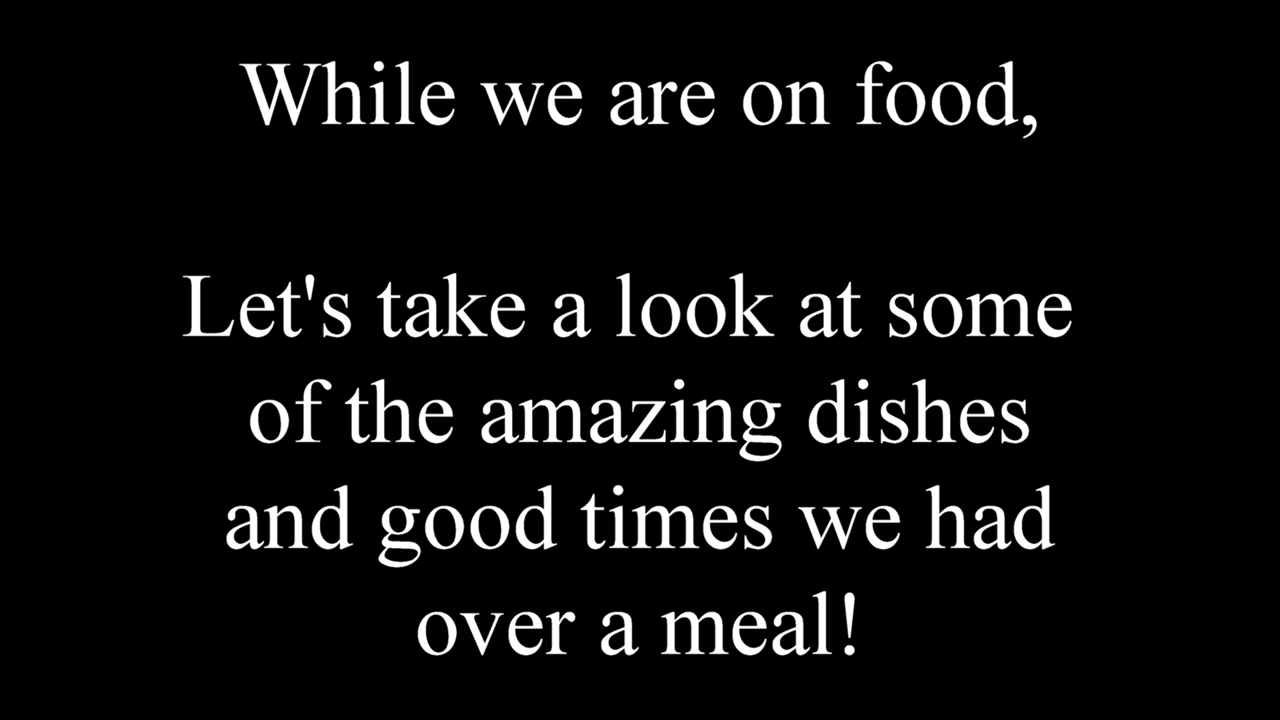 While we are on food,
Let's take a look at some
of the amazing dishes
and good times we had
over a meal!